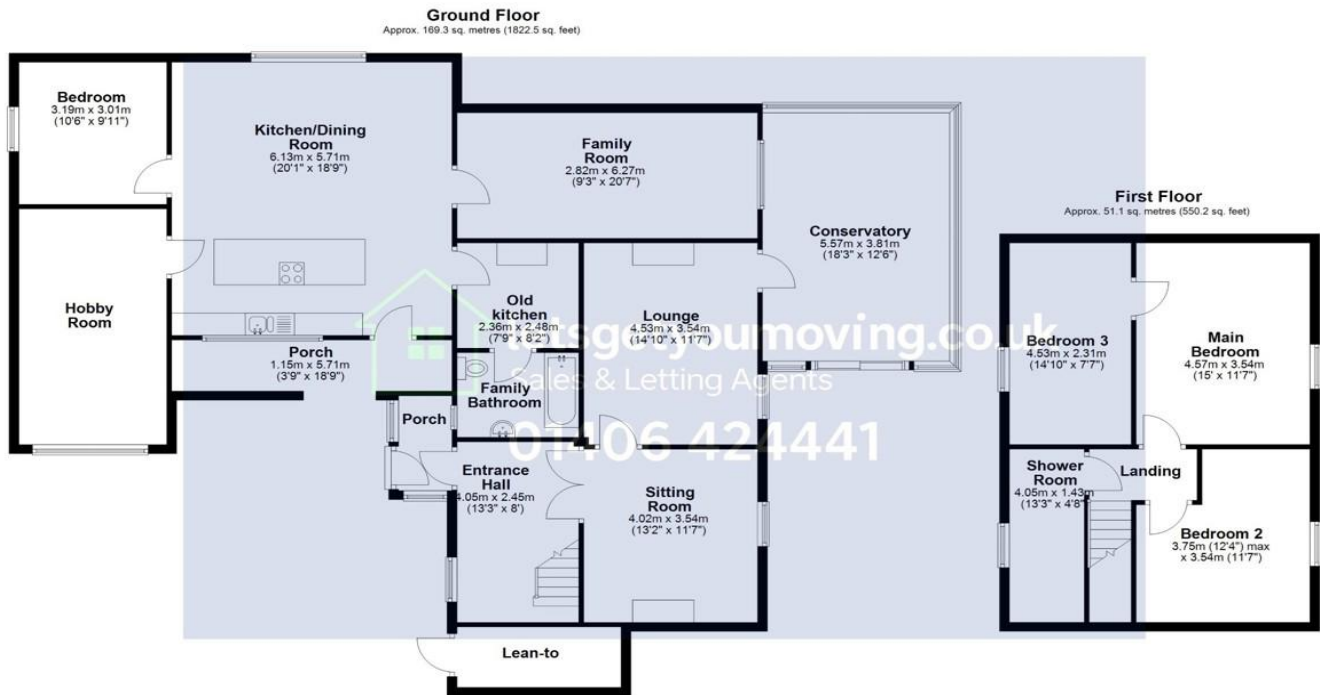 Ground Floor
Approx. 169.3 sq. metres (1822.5 sq. feet)
Bedroom
3.19m x 3.01m
(10'6" x 9'11")
Kitchen/Dining
Room
6.13m x 5.71m
(20'1" x 18'9")
Family
Room
2.82m x 6.27m
(9'3" x 20'7")
Conservatory
5.57m x 3.81m
(18'3" x 12'6")
Hobby
Room
Old
kitchen
2.36m x 2.48m
(7'9" x 8'2")
Lounge
4.53m x 3.54m
(14'10" x 11'7")
Porch
1.15m x 5.71m
(3'9" x 18'9")
Family
Bathroom
Porch
Entrance
Hall
4.05m x 2.45m
(13'3" x 8')
Sitting
Room
4.02m x 3.54m
(13'2" x 11'7")
Lean-to
First Floor
Approx. 51.1 sq. metres (550.2 sq. feet)
Bedroom 3
4.53m x 2.31m
(14'10" x 7'7")
Main
Bedroom
4.57m x 3.54m
(15' x 11'7")
Shower
Room
4.05m x 1.43m
(13'3" x 4'8")
Landing
Bedroom 2
3.75m (12'4") max
x 3.54m (11'7")
letsgetyoumoving.co.uk
Sales & Letting Agents
01406 424441